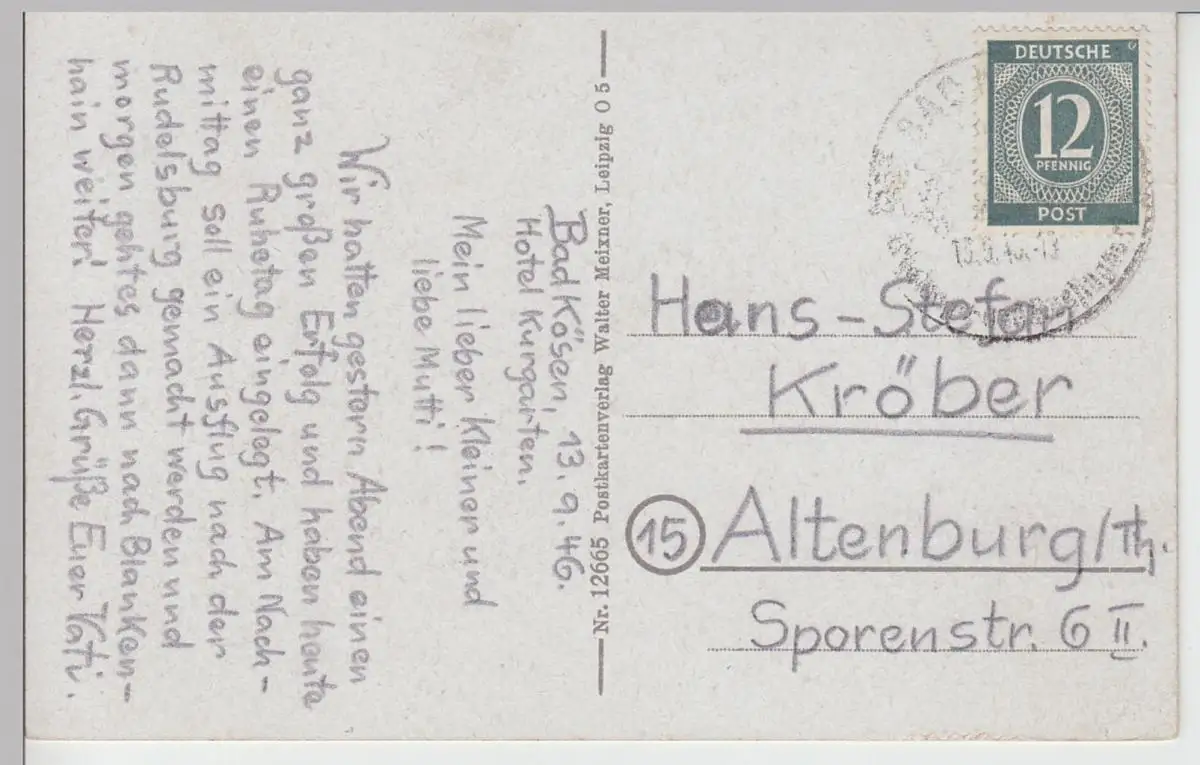 Bad Kösen, 13.9.46.
Hotel Kurgarten.
Mein lieber Kleiner und
liebe Mutti!
Wir hatten gestern Abend einen
ganz großen Erfolg und haben heute
einen Ruhetag eingelegt. Am Nach-
mittag soll ein Ausflug nach der
Rudelsburg gemacht werden und
morgen geht es dann nach Blanken-
hain weiter! Herzl. Grüße Euer Vati.
Nr. 12665 Postkartenverlag Walter Meixner, Leipzig O 5
DEUTSCHE
12
PFENNIG
POST
BAD
Hans-Stefan
Kröber
15 Altenburg/Th.
Sporenstr. 6 II.